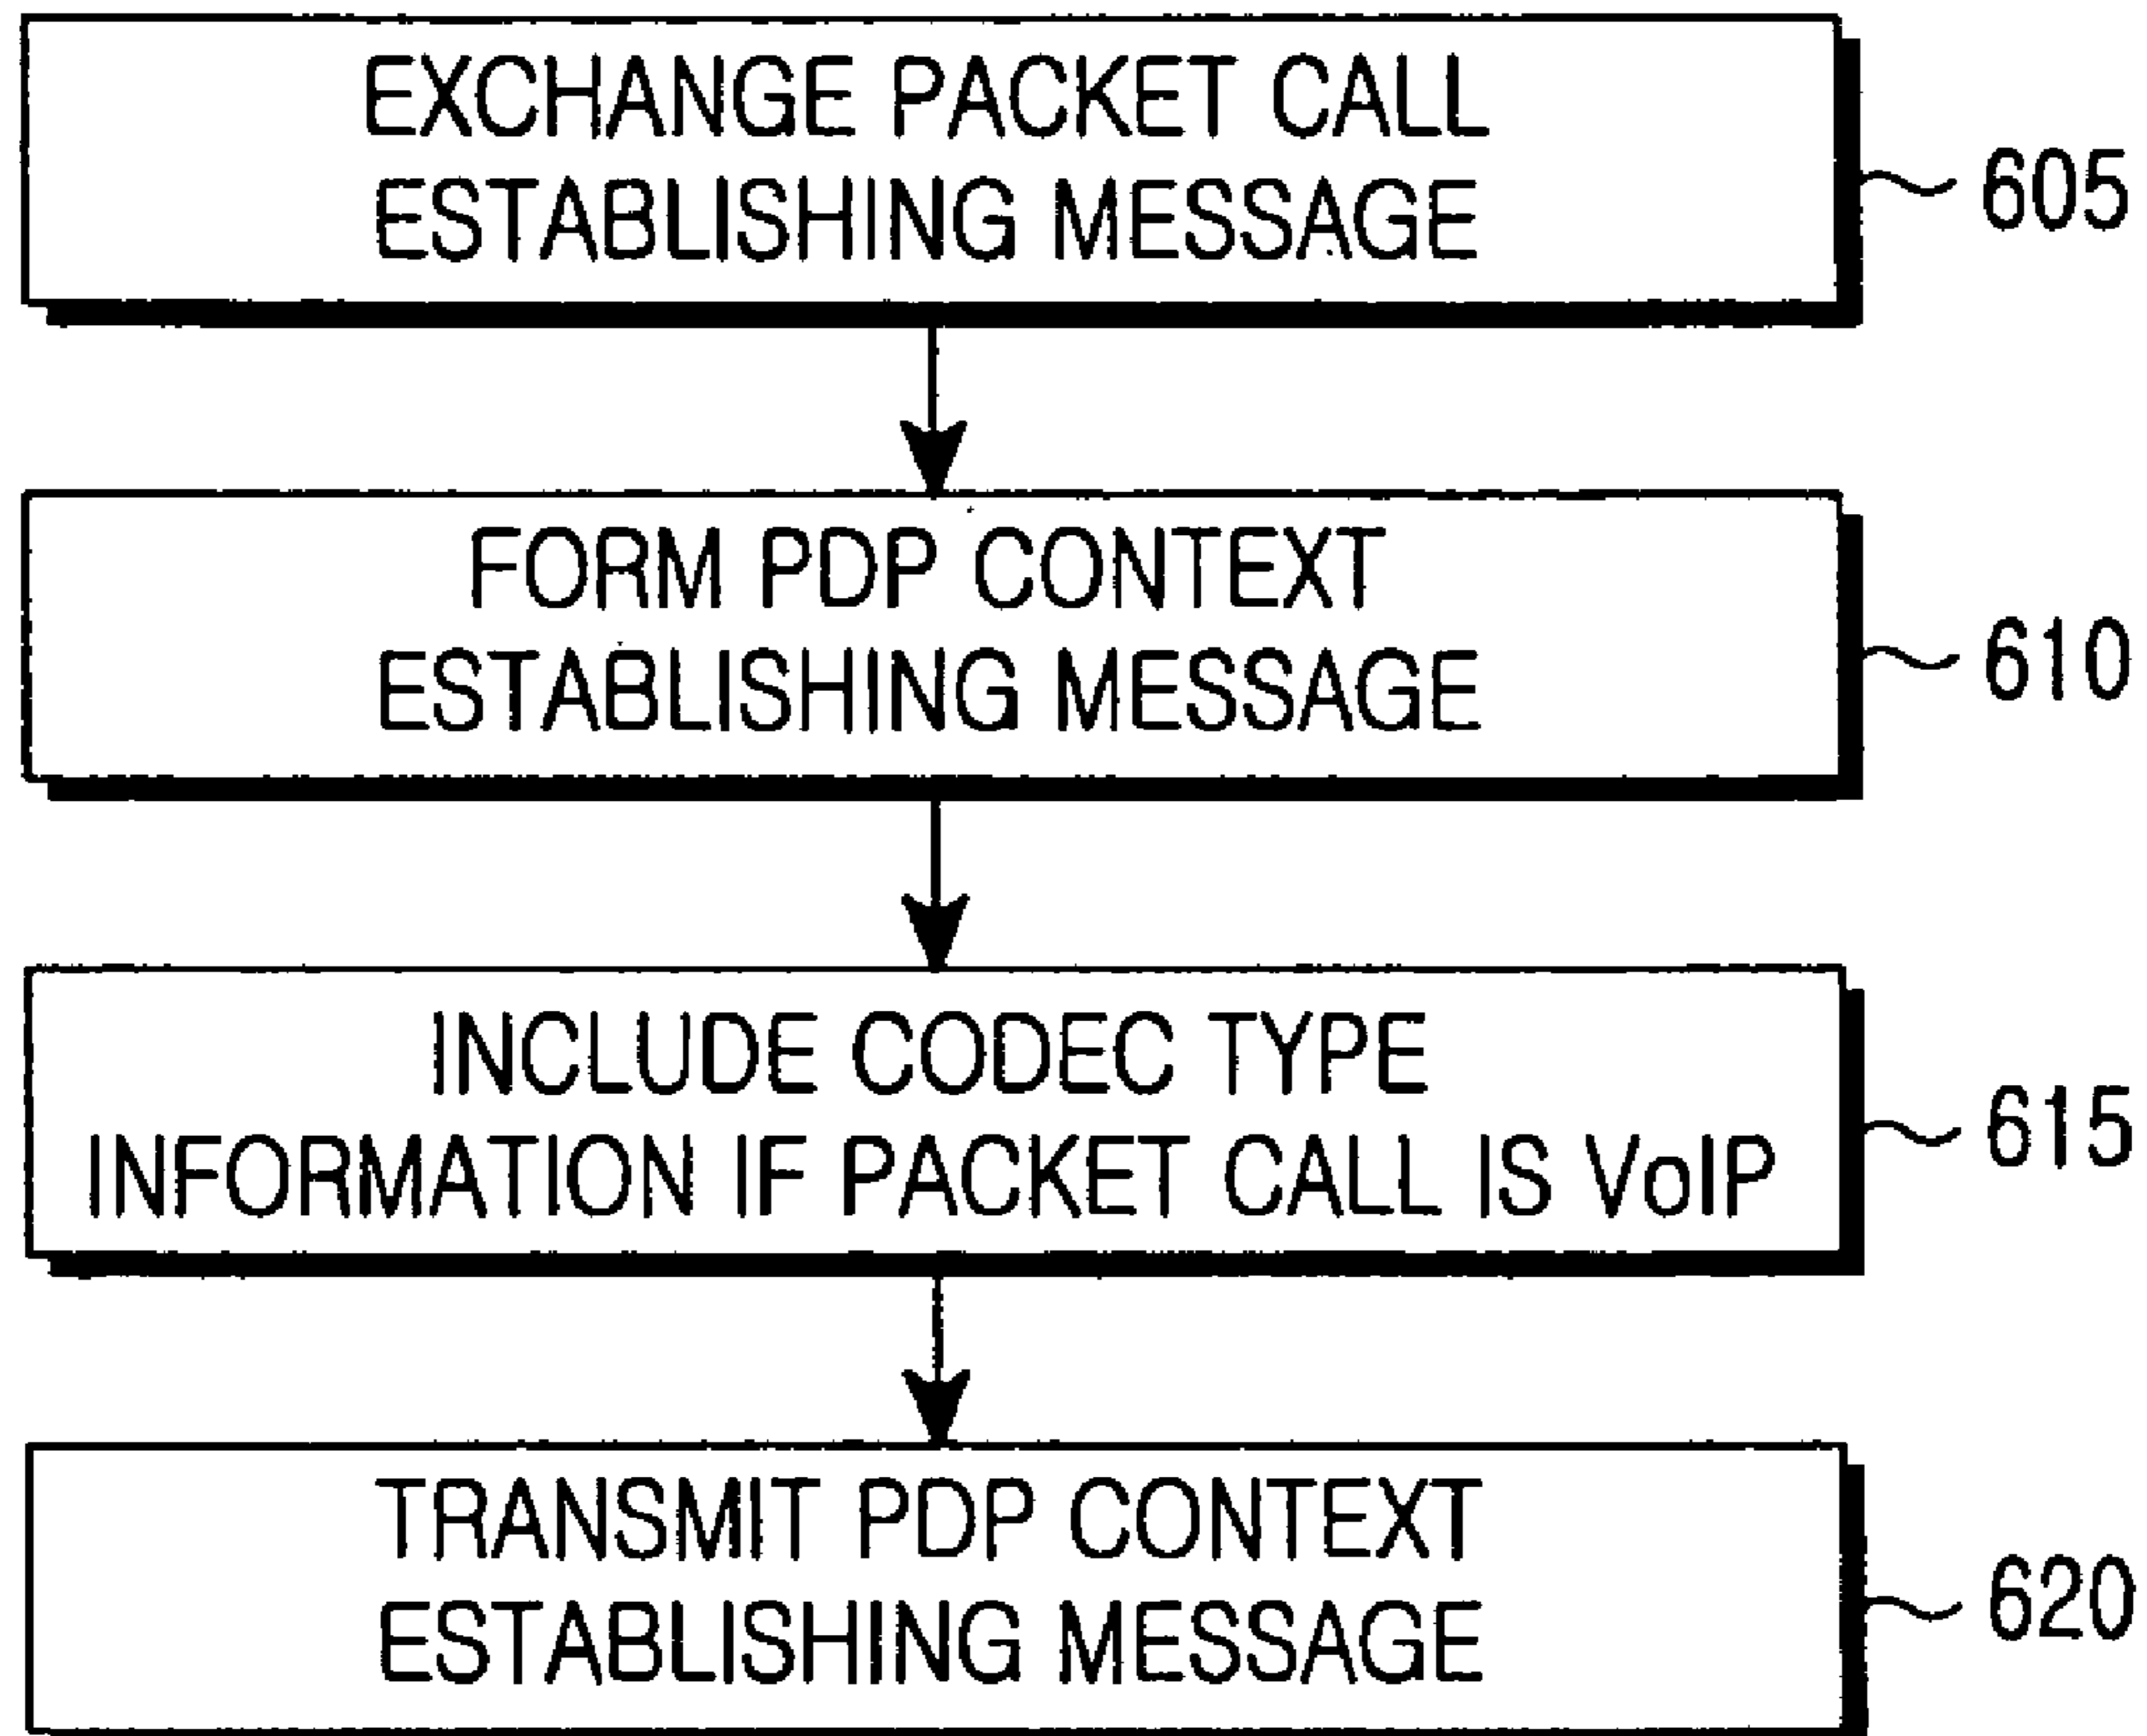 EXCHANGE PACKET CALL
ESTABLISHING MESSAGE
605
FORM PDP CONTEXT
ESTABLISHING MESSAGE
610
INCLUDE CODEC TYPE
INFORMATION IF PACKET CALL IS VoIP
615
TRANSMIT PDP CONTEXT
ESTABLISHING MESSAGE
620